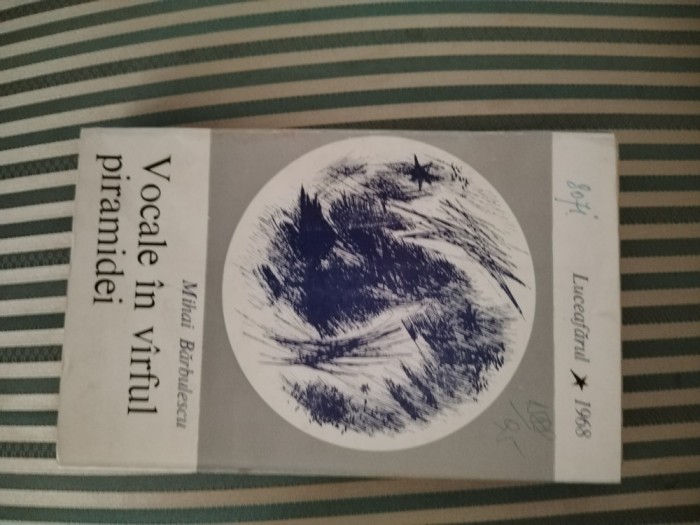 Luceafărul ★ 1968
Mihai Bărbulescu
Vocale în vîrful
piramidei